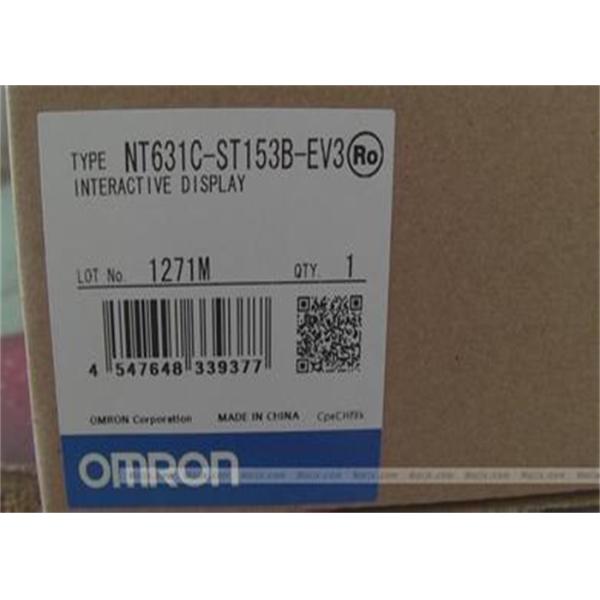 TYPE NT631C-ST153B-EV3 Ro
INTERACTIVE DISPLAY
LOT No. 1271M QTY. 1
4 547648 339377
OMRON Corporation MADE IN CHINA
OMRON